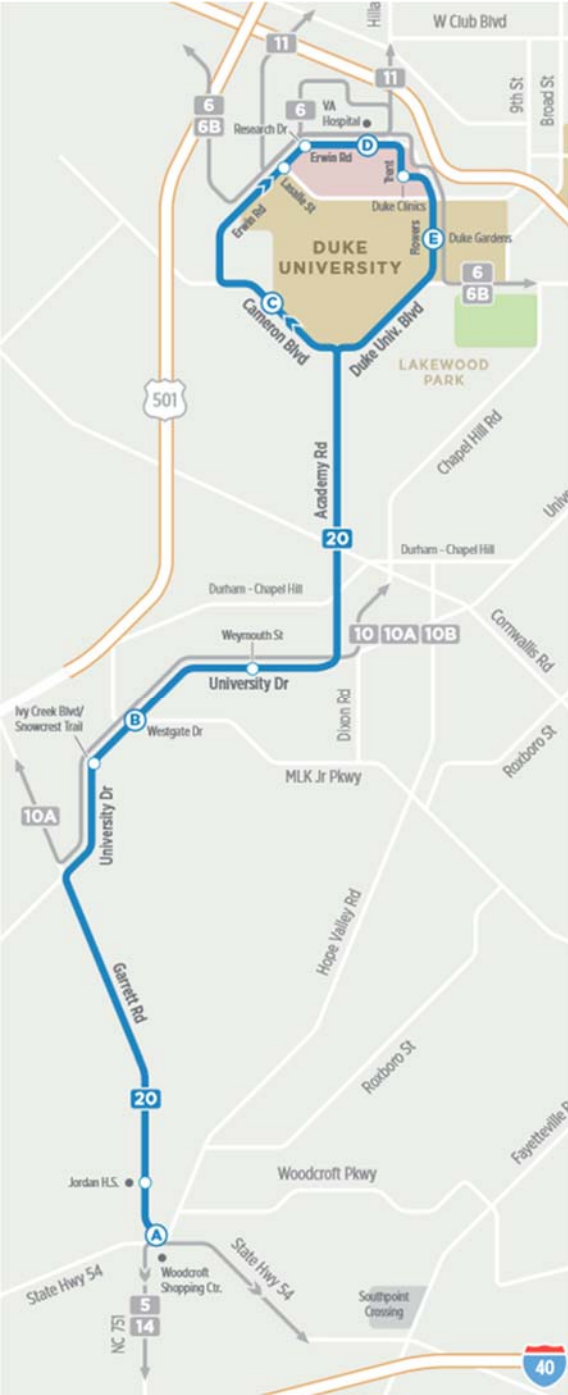 Hilla
W Club Blvd
11
11
9th St
Broad St
6
6B
6
VA
Hospital
Research Dr
D
Erwin Rd
Trent
Lasalle St
Duke Clinics
Erwin Rd
DUKE
UNIVERSITY
Flowers
E
Duke Gardens
6
6B
C
Cameron Blvd
Duke Univ. Blvd
LAKEWOOD
PARK
501
Chapel Hill Rd
Academy Rd
Unive
20
Durham - Chapel Hill
Durham - Chapel Hill
Weymouth St
10 10A 10B
Cornwallis Rd
University Dr
Ivy Creek Blvd/
Snowcrest Trail
B
Westgate Dr
Dixon Rd
Roxboro St
MLK Jr Pkwy
10A
University Dr
Hope Valley Rd
Garrett Rd
Roxboro St
20
Fayetteville R
Jordan H.S.
Woodcroft Pkwy
A
State Hwy 54
Woodcroft
Shopping Ctr.
State Hwy 54
5
14
NC 751
Southpoint
Crossing
40